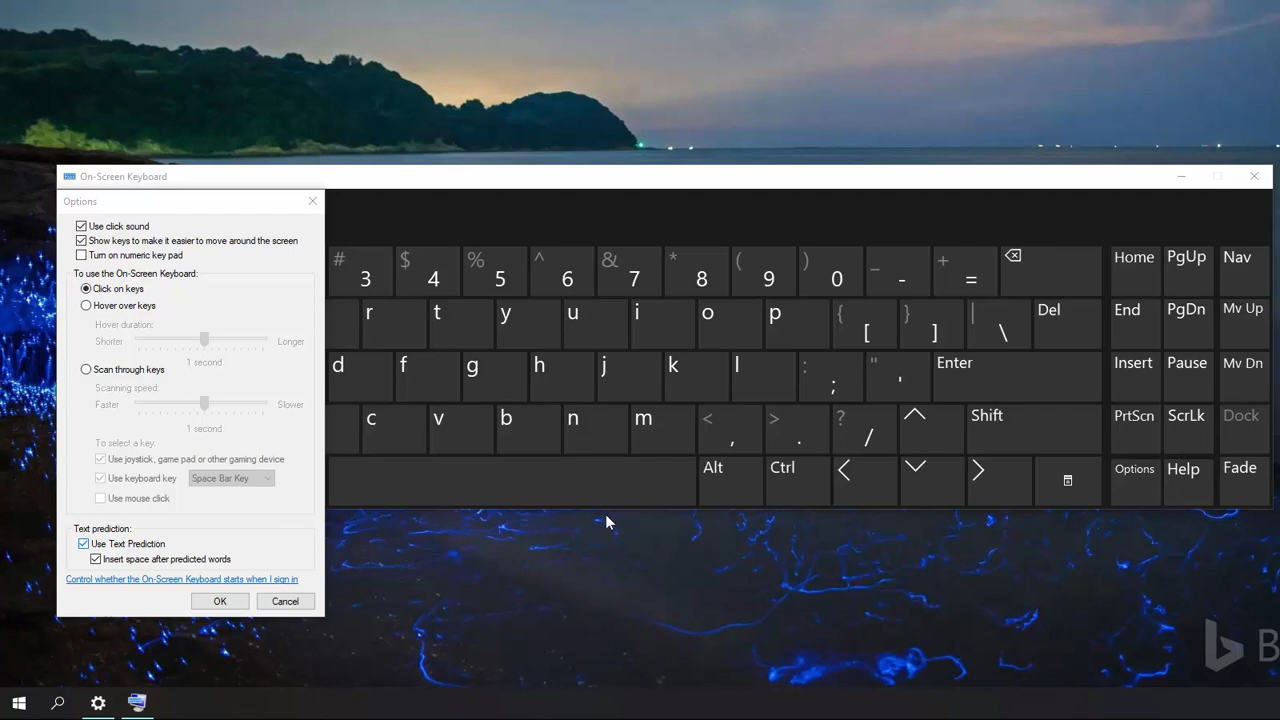 On-Screen Keyboard
Options
Use click sound
Show keys to make it easier to move around the screen
Turn on numeric key pad
To use the On-Screen Keyboard:
Click on keys
Hover over keys
Hover duration:
Shorter Longer
1 second
Scan through keys
Scanning speed:
Faster Slower
1 second
To select a key:
Use joystick, game pad or other gaming device
Use keyboard key Space Bar Key
Use mouse click
Text prediction:
Use Text Prediction
Insert space after predicted words
Control whether the On-Screen Keyboard starts when I sign in
OK Cancel
# 3 $ 4 % 5 ^ 6 & 7 * 8 ( 9 ) 0 _ - + = Home PgUp Nav
r t y u i o p { [ } ] | \ Del End PgDn Mv Up
d f g h j k l : ; " ' Enter Insert Pause Mv Dn
c v b n m < , > . ? / Shift PrtScn ScrLk Dock
Alt Ctrl Options Help Fade
B